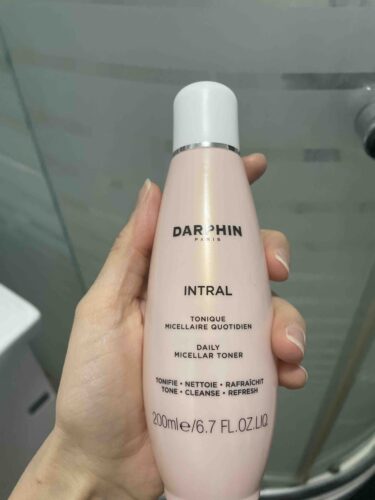 DARPHIN
PARIS
INTRAL
TONIQUE
MICELLAIRE QUOTIDIEN
DAILY
MICELLAR TONER
TONIFIE • NETTOIE • RAFRAÎCHIT
TONE • CLEANSE • REFRESH
200ml e/6.7 FL.OZ.LIQ.